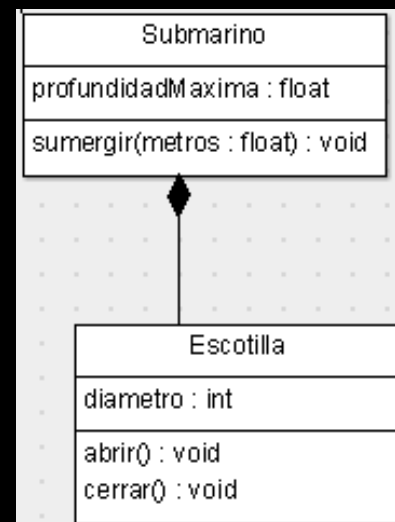 Submarino
profundidadMaxima : float
sumergir(metros : float) : void
Escotilla
diametro : int
abrir() : void
cerrar() : void